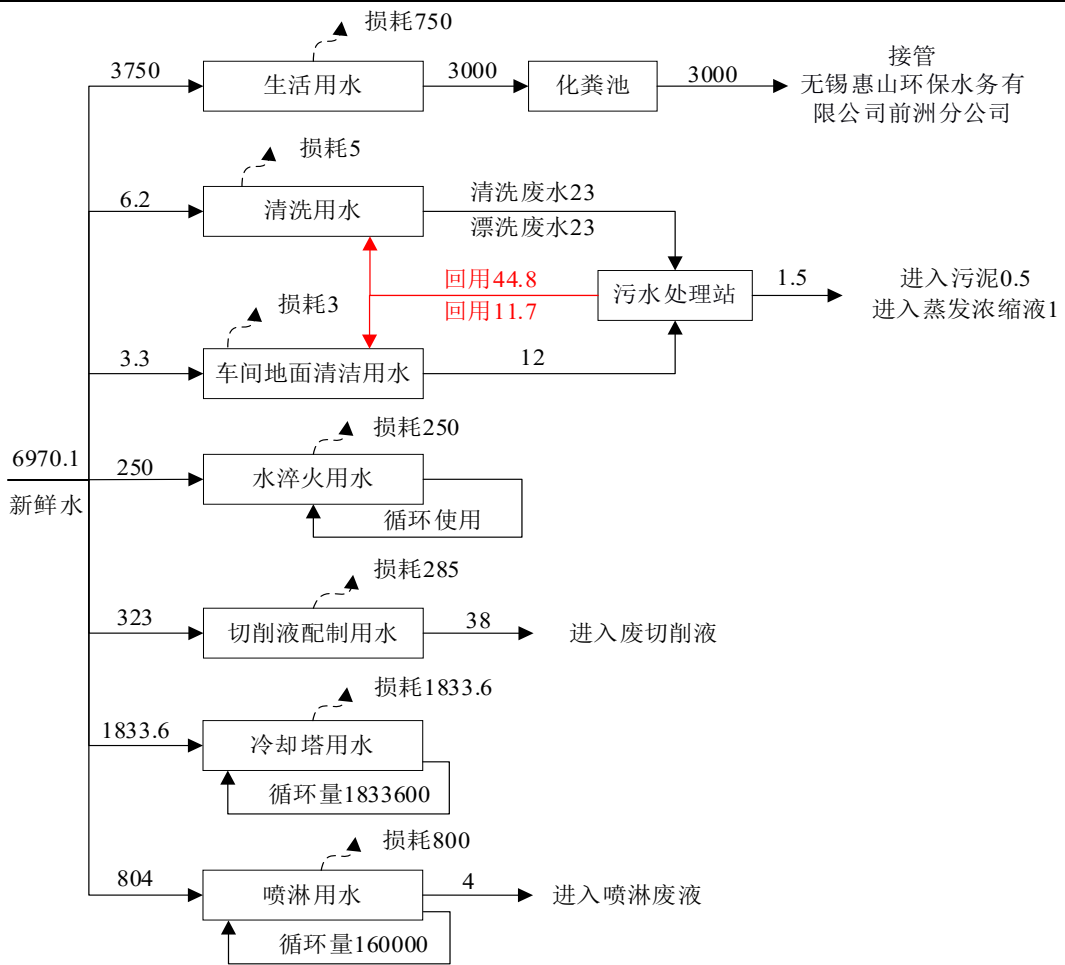 损耗750
3750
生活用水
3000
化粪池
3000
接管
无锡惠山环保水务有
限公司前洲分公司
损耗5
6.2
清洗用水
清洗废水23
漂洗废水23
回用44.8
回用11.7
污水处理站
1.5
进入污泥0.5
进入蒸发浓缩液1
损耗3
3.3
车间地面清洁用水
12
6970.1
新鲜水
损耗250
250
水淬火用水
循环使用
损耗285
323
切削液配制用水
38
进入废切削液
损耗1833.6
1833.6
冷却塔用水
循环量1833600
损耗800
804
喷淋用水
4
进入喷淋废液
循环量160000